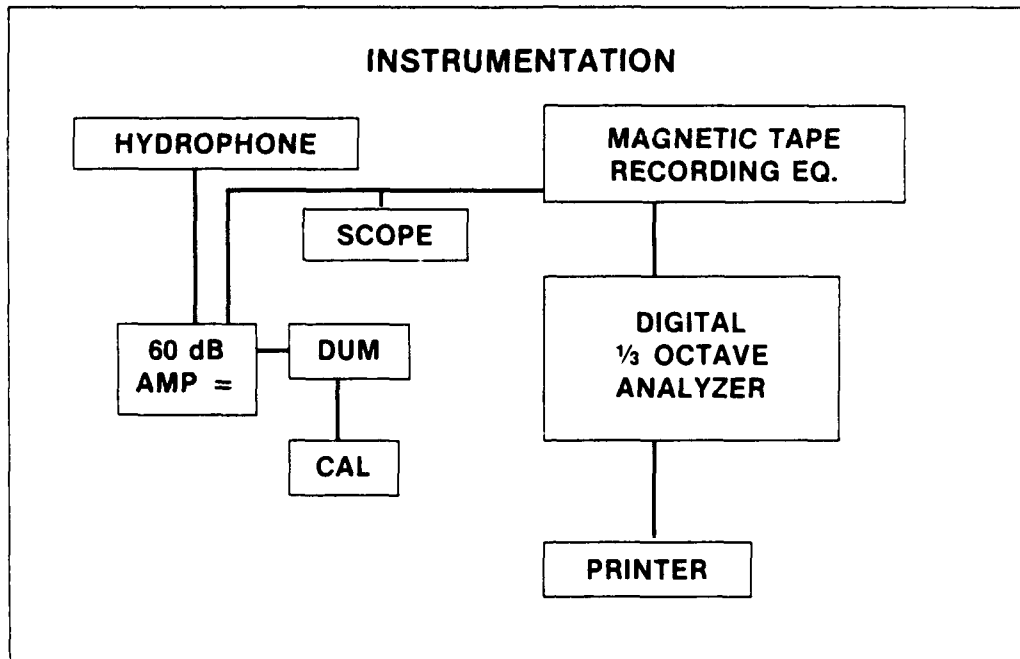 INSTRUMENTATION
HYDROPHONE
MAGNETIC TAPE
RECORDING EQ.
SCOPE
60 dB
AMP =
DUM
CAL
DIGITAL
⅓ OCTAVE
ANALYZER
PRINTER